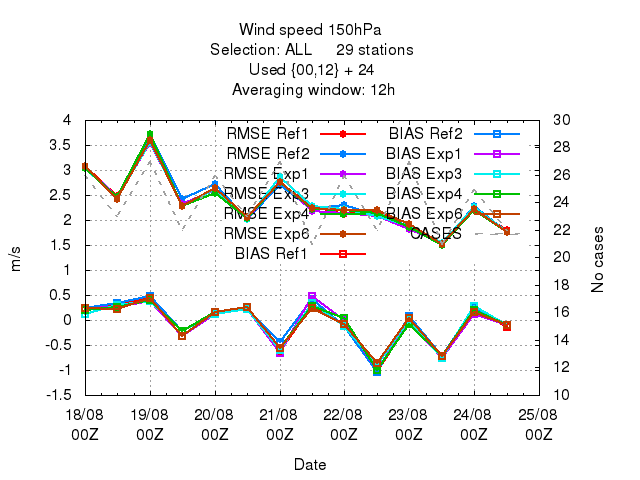 Wind speed 150hPa
Selection: ALL 29 stations
Used {00,12} + 24
Averaging window: 12h
4
3.5
3
2.5
2
1.5
1
0.5
0
-0.5
-1
-1.5
m/s
30
28
26
24
22
20
18
16
14
12
10
No cases
RMSE Ref1
RMSE Ref2
RMSE Exp1
RMSE Exp3
RMSE Exp4
RMSE Exp6
BIAS Ref1
BIAS Ref2
BIAS Exp1
BIAS Exp3
BIAS Exp4
BIAS Exp6
CASES
18/08 19/08 20/08 21/08 22/08 23/08 24/08 25/08
00Z 00Z 00Z 00Z 00Z 00Z 00Z 00Z
Date